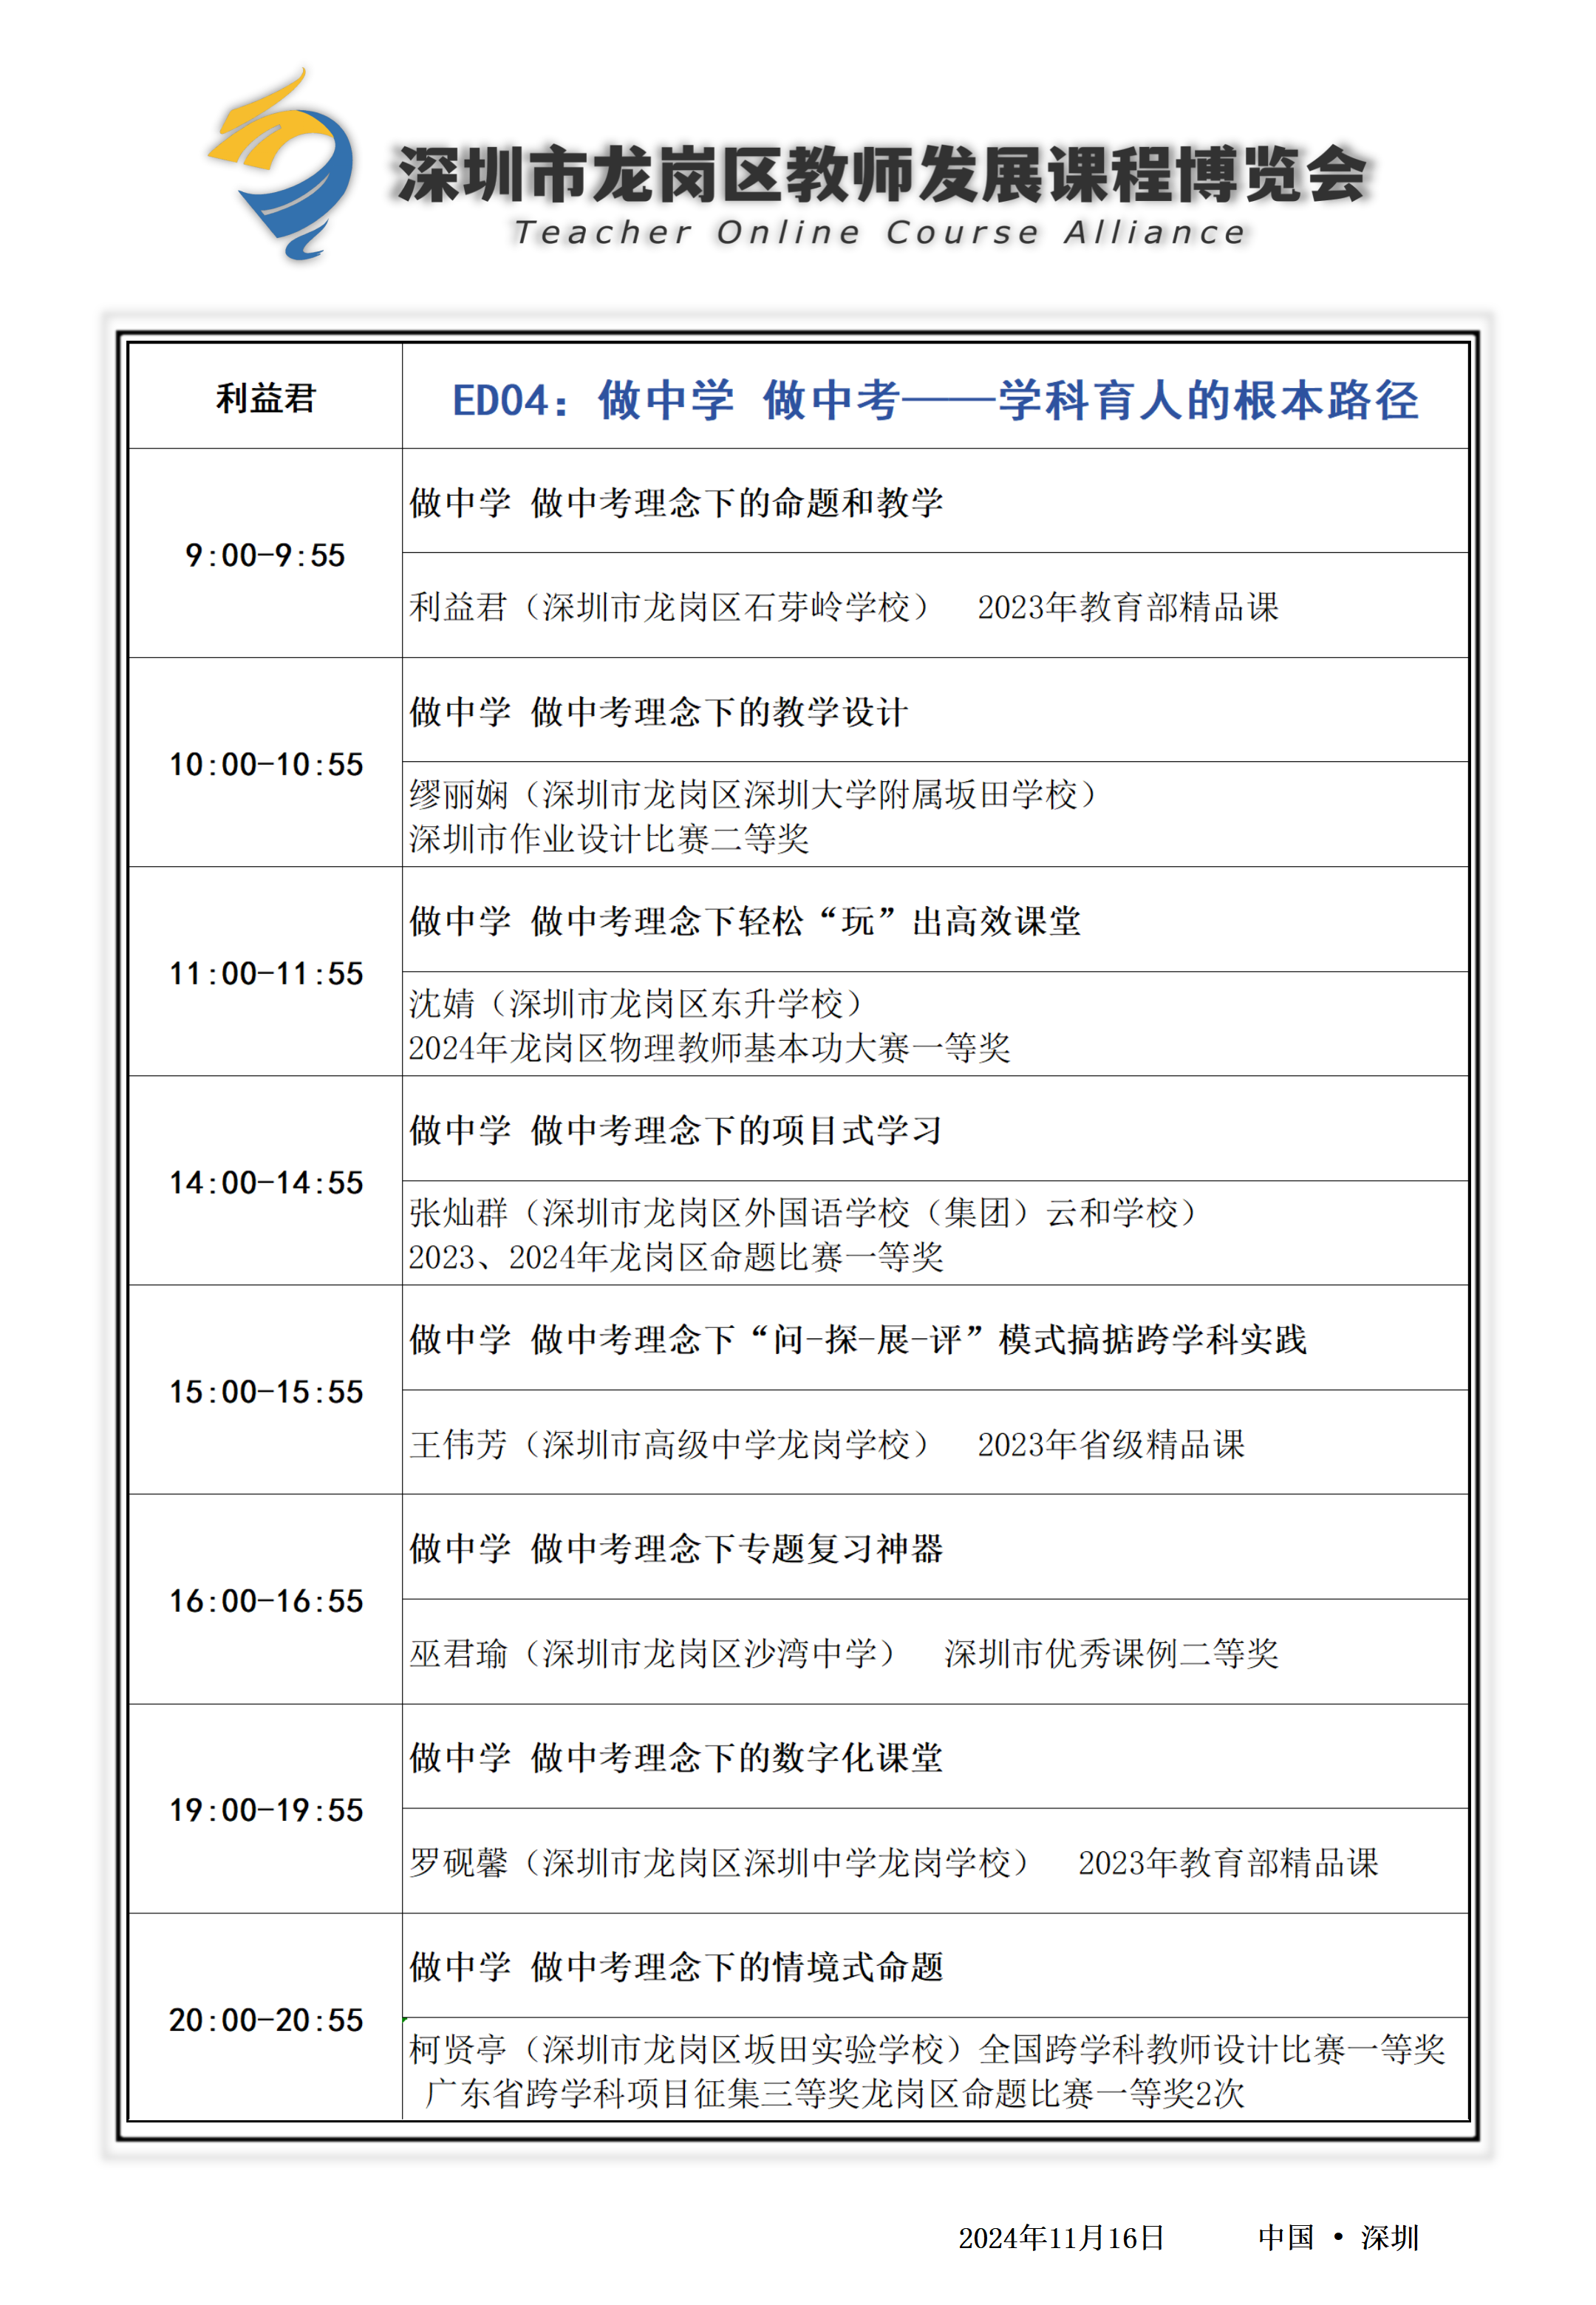 深圳市龙岗区教师发展课程博览会
Teacher Online Course Alliance
利益君
ED04：做中学 做中考——学科育人的根本路径
9:00-9:55
做中学 做中考理念下的命题和教学
利益君（深圳市龙岗区石芽岭学校） 2023年教育部精品课
10:00-10:55
做中学 做中考理念下的教学设计
缪丽娴（深圳市龙岗区深圳大学附属坂田学校）
深圳市作业设计比赛二等奖
11:00-11:55
做中学 做中考理念下轻松“玩”出高效课堂
沈婧（深圳市龙岗区东升学校）
2024年龙岗区物理教师基本功大赛一等奖
14:00-14:55
做中学 做中考理念下的项目式学习
张灿群（深圳市龙岗区外国语学校（集团）云和学校）
2023、2024年龙岗区命题比赛一等奖
15:00-15:55
做中学 做中考理念下“问-探-展-评”模式搞掂跨学科实践
王伟芳（深圳市高级中学龙岗学校） 2023年省级精品课
16:00-16:55
做中学 做中考理念下专题复习神器
巫君瑜（深圳市龙岗区沙湾中学） 深圳市优秀课例二等奖
19:00-19:55
做中学 做中考理念下的数字化课堂
罗砚馨（深圳市龙岗区深圳中学龙岗学校） 2023年教育部精品课
20:00-20:55
做中学 做中考理念下的情境式命题
柯贤亭（深圳市龙岗区坂田实验学校）全国跨学科教师设计比赛一等奖
广东省跨学科项目征集三等奖龙岗区命题比赛一等奖2次
2024年11月16日 中国 • 深圳